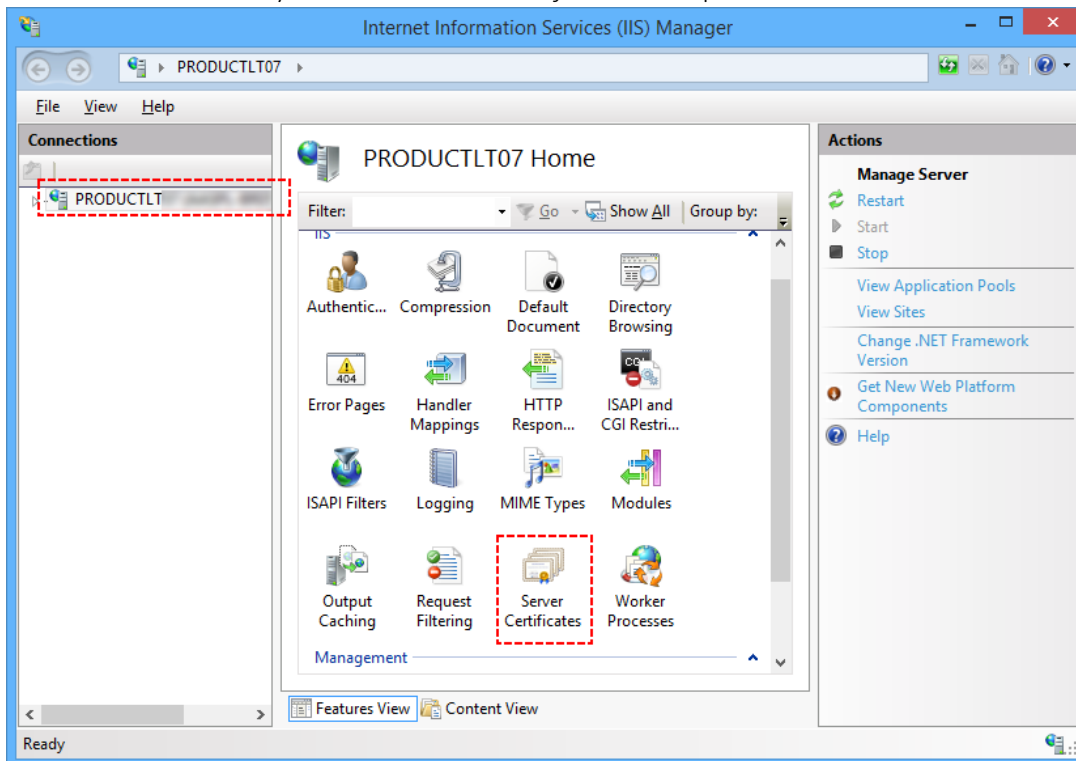 Internet Information Services (IIS) Manager
PRODUCTLT07
File View Help
Connections
PRODUCTLT
PRODUCTLT07 Home
Filter: Go Show All Group by:
IIS
Authentic... Compression Default Document Directory Browsing
Error Pages Handler Mappings HTTP Respon... ISAPI and CGI Restri...
ISAPI Filters Logging MIME Types Modules
Output Caching Request Filtering Server Certificates Worker Processes
Management
Features View Content View
Actions
Manage Server
Restart
Start
Stop
View Application Pools
View Sites
Change .NET Framework
Version
Get New Web Platform
Components
Help
Ready